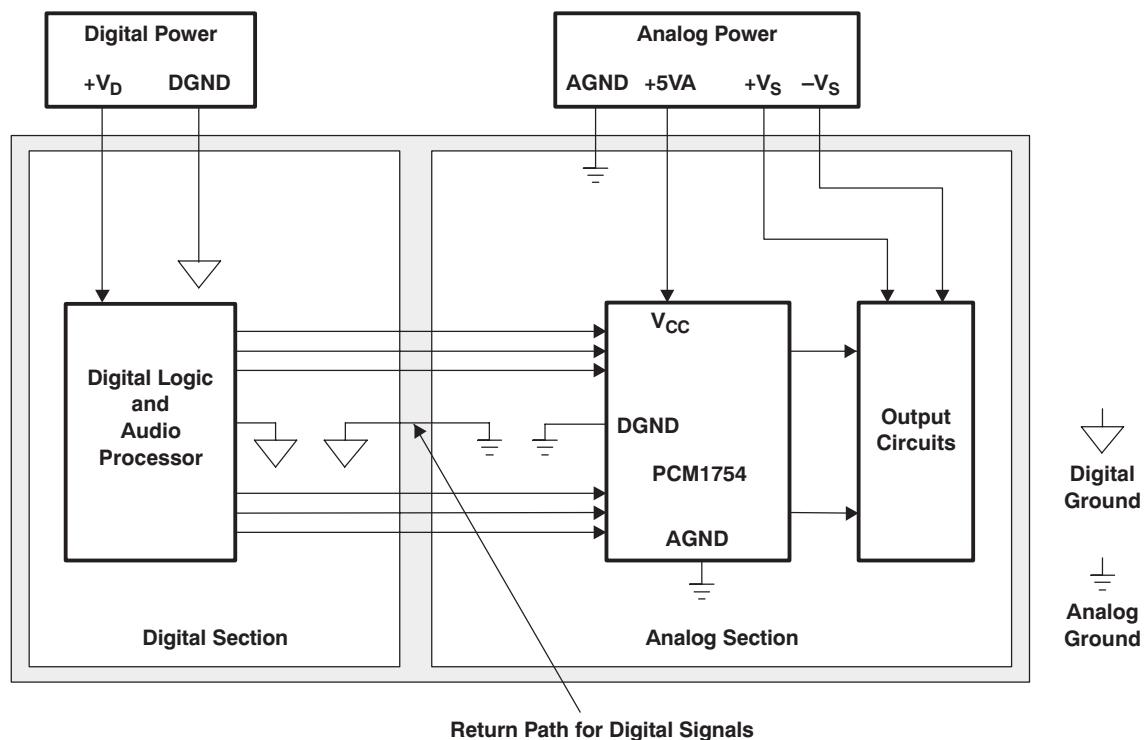 Digital Power
+VD DGND
Analog Power
AGND +5VA +VS –VS
Digital Logic
and
Audio
Processor
VCC
DGND
PCM1754
AGND
Output
Circuits
Digital
Ground
Analog
Ground
Digital Section
Analog Section
Return Path for Digital Signals